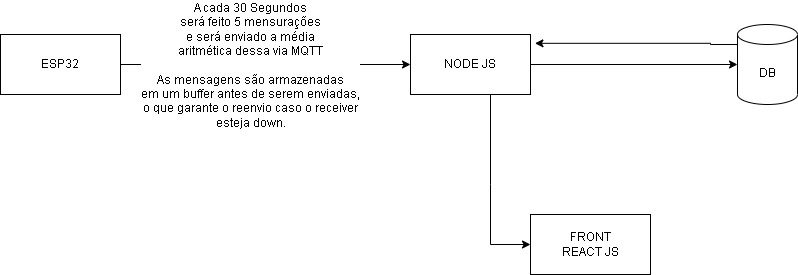 A cada 30 Segundos
será feito 5 mensurações
e será enviado a média
aritmética dessa via MQTT
ESP32
NODE JS
DB
As mensagens são armazenadas
em um buffer antes de serem enviadas,
o que garante o reenvio caso o receiver
esteja down.
FRONT
REACT JS